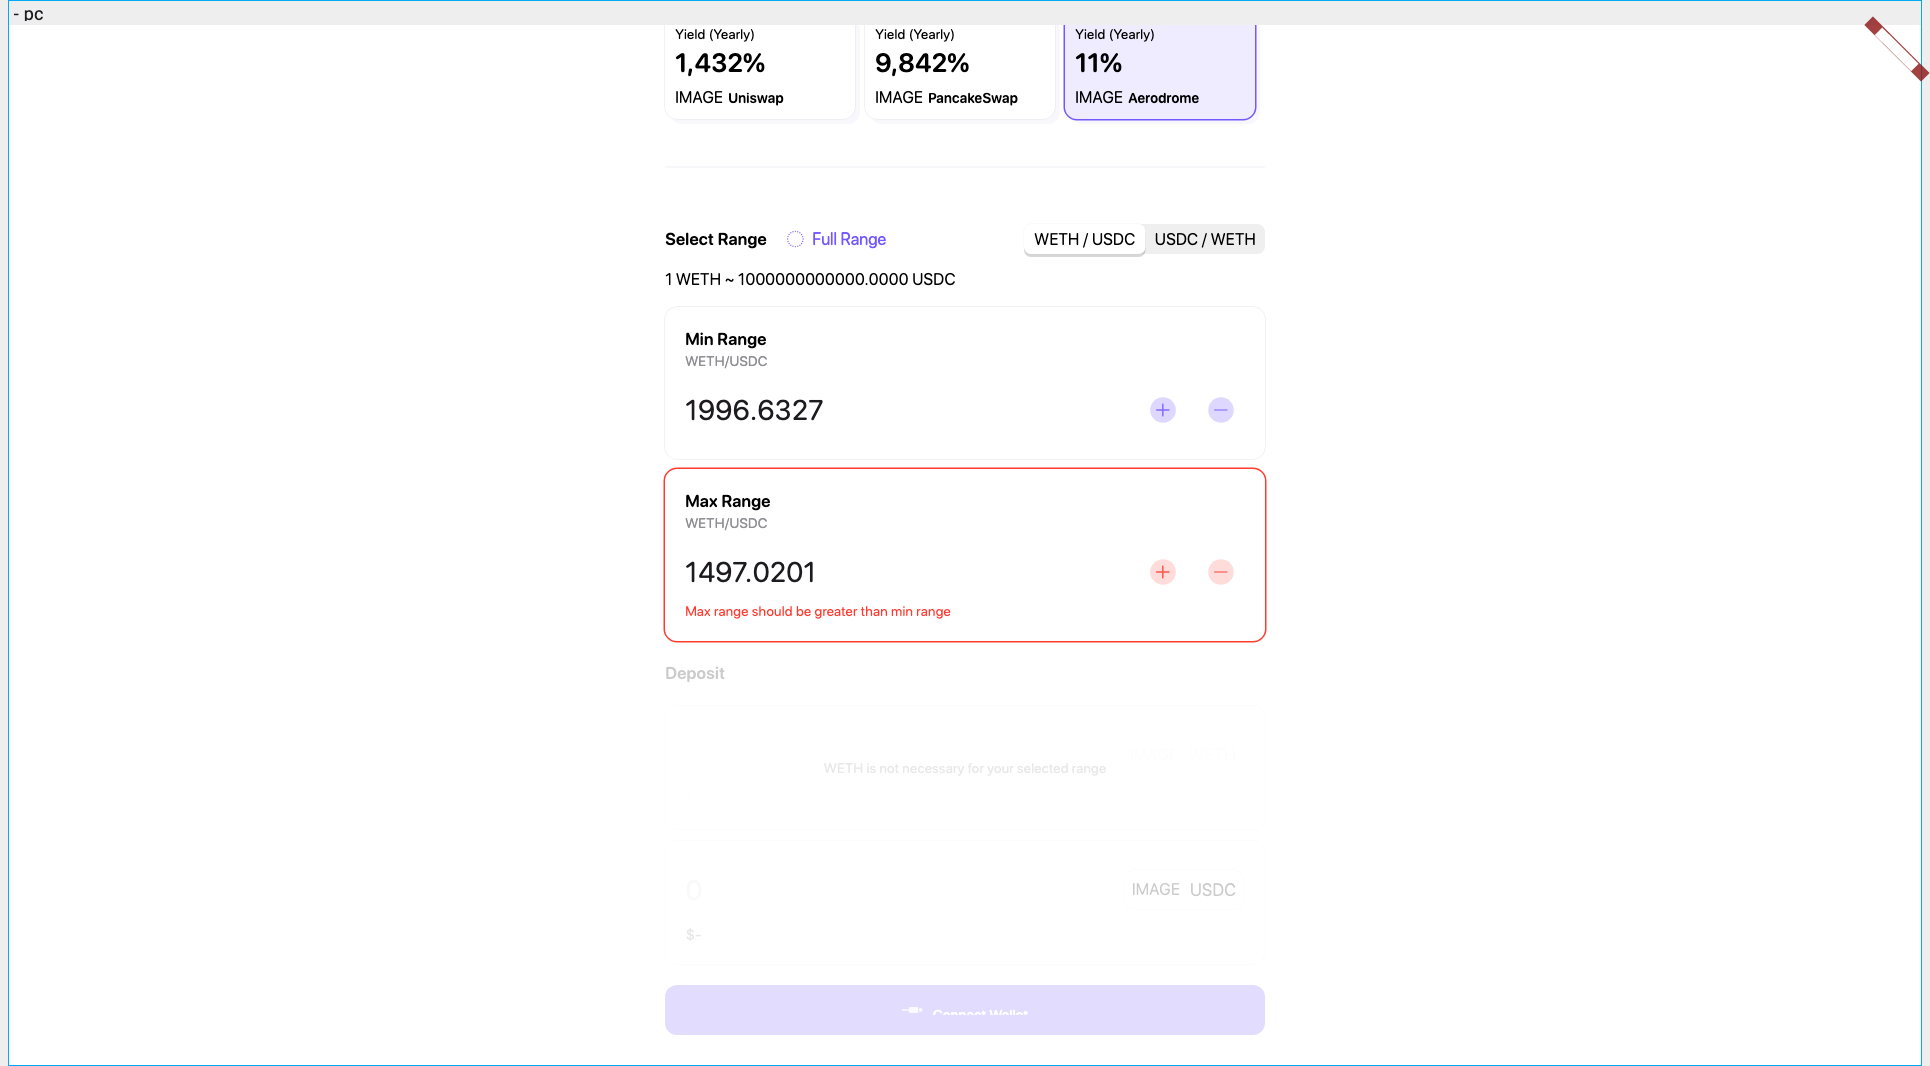 - pc
Yield (Yearly)
1,432%
IMAGE Uniswap
Yield (Yearly)
9,842%
IMAGE PancakeSwap
Yield (Yearly)
11%
IMAGE Aerodrome
Select Range Full Range WETH / USDC USDC / WETH
1 WETH ~ 1000000000000.0000 USDC
Min Range
WETH/USDC
1996.6327
Max Range
WETH/USDC
1497.0201
Max range should be greater than min range
Deposit
WETH is not necessary for your selected range
0 IMAGE USDC
$-
Connect Wallet